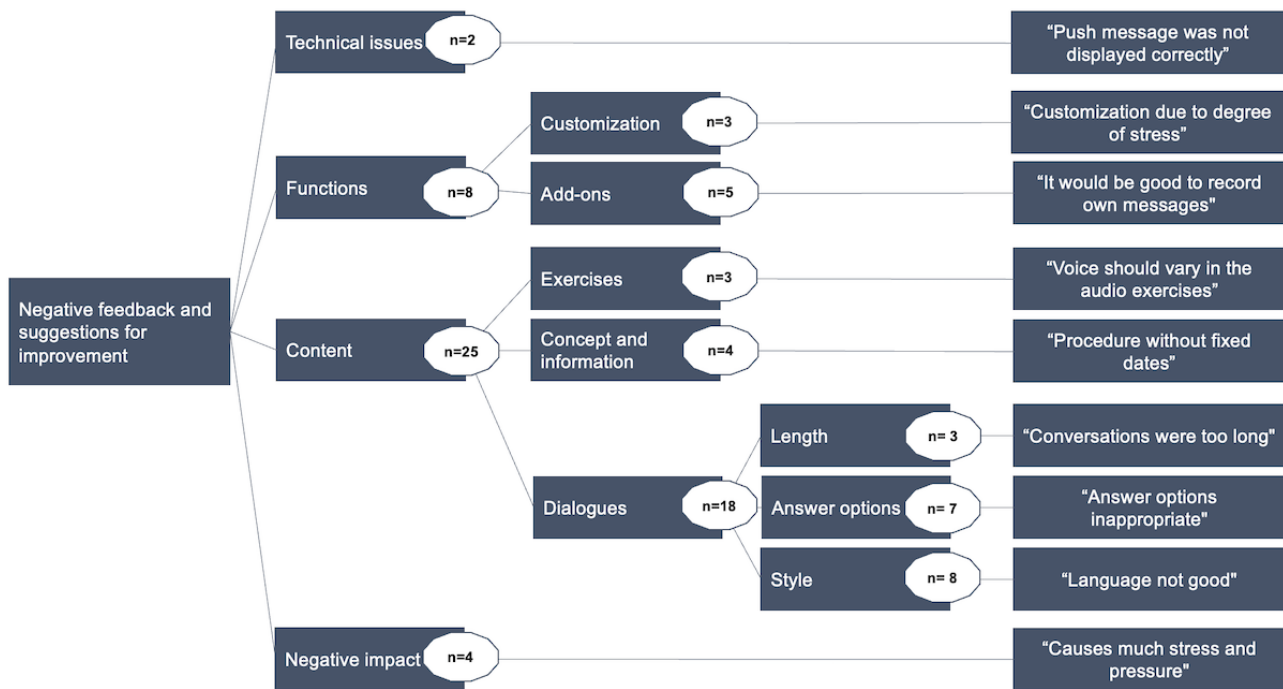 Technical issues
n=2
“Push message was not
displayed correctly”
Customization
n=3
“Customization due to degree
of stress”
Functions
n=8
Add-ons
n=5
“It would be good to record
own messages"
Negative feedback and
suggestions for
improvement
Exercises
n=3
“Voice should vary in the
audio exercises”
Content
n=25
Concept and
information
n=4
“Procedure without fixed
dates”
Length
n= 3
“Conversations were too long"
Dialogues
n=18
Answer options
n= 7
“Answer options
inappropriate"
Style
n= 8
“Language not good"
Negative impact
n=4
“Causes much stress and
pressure"